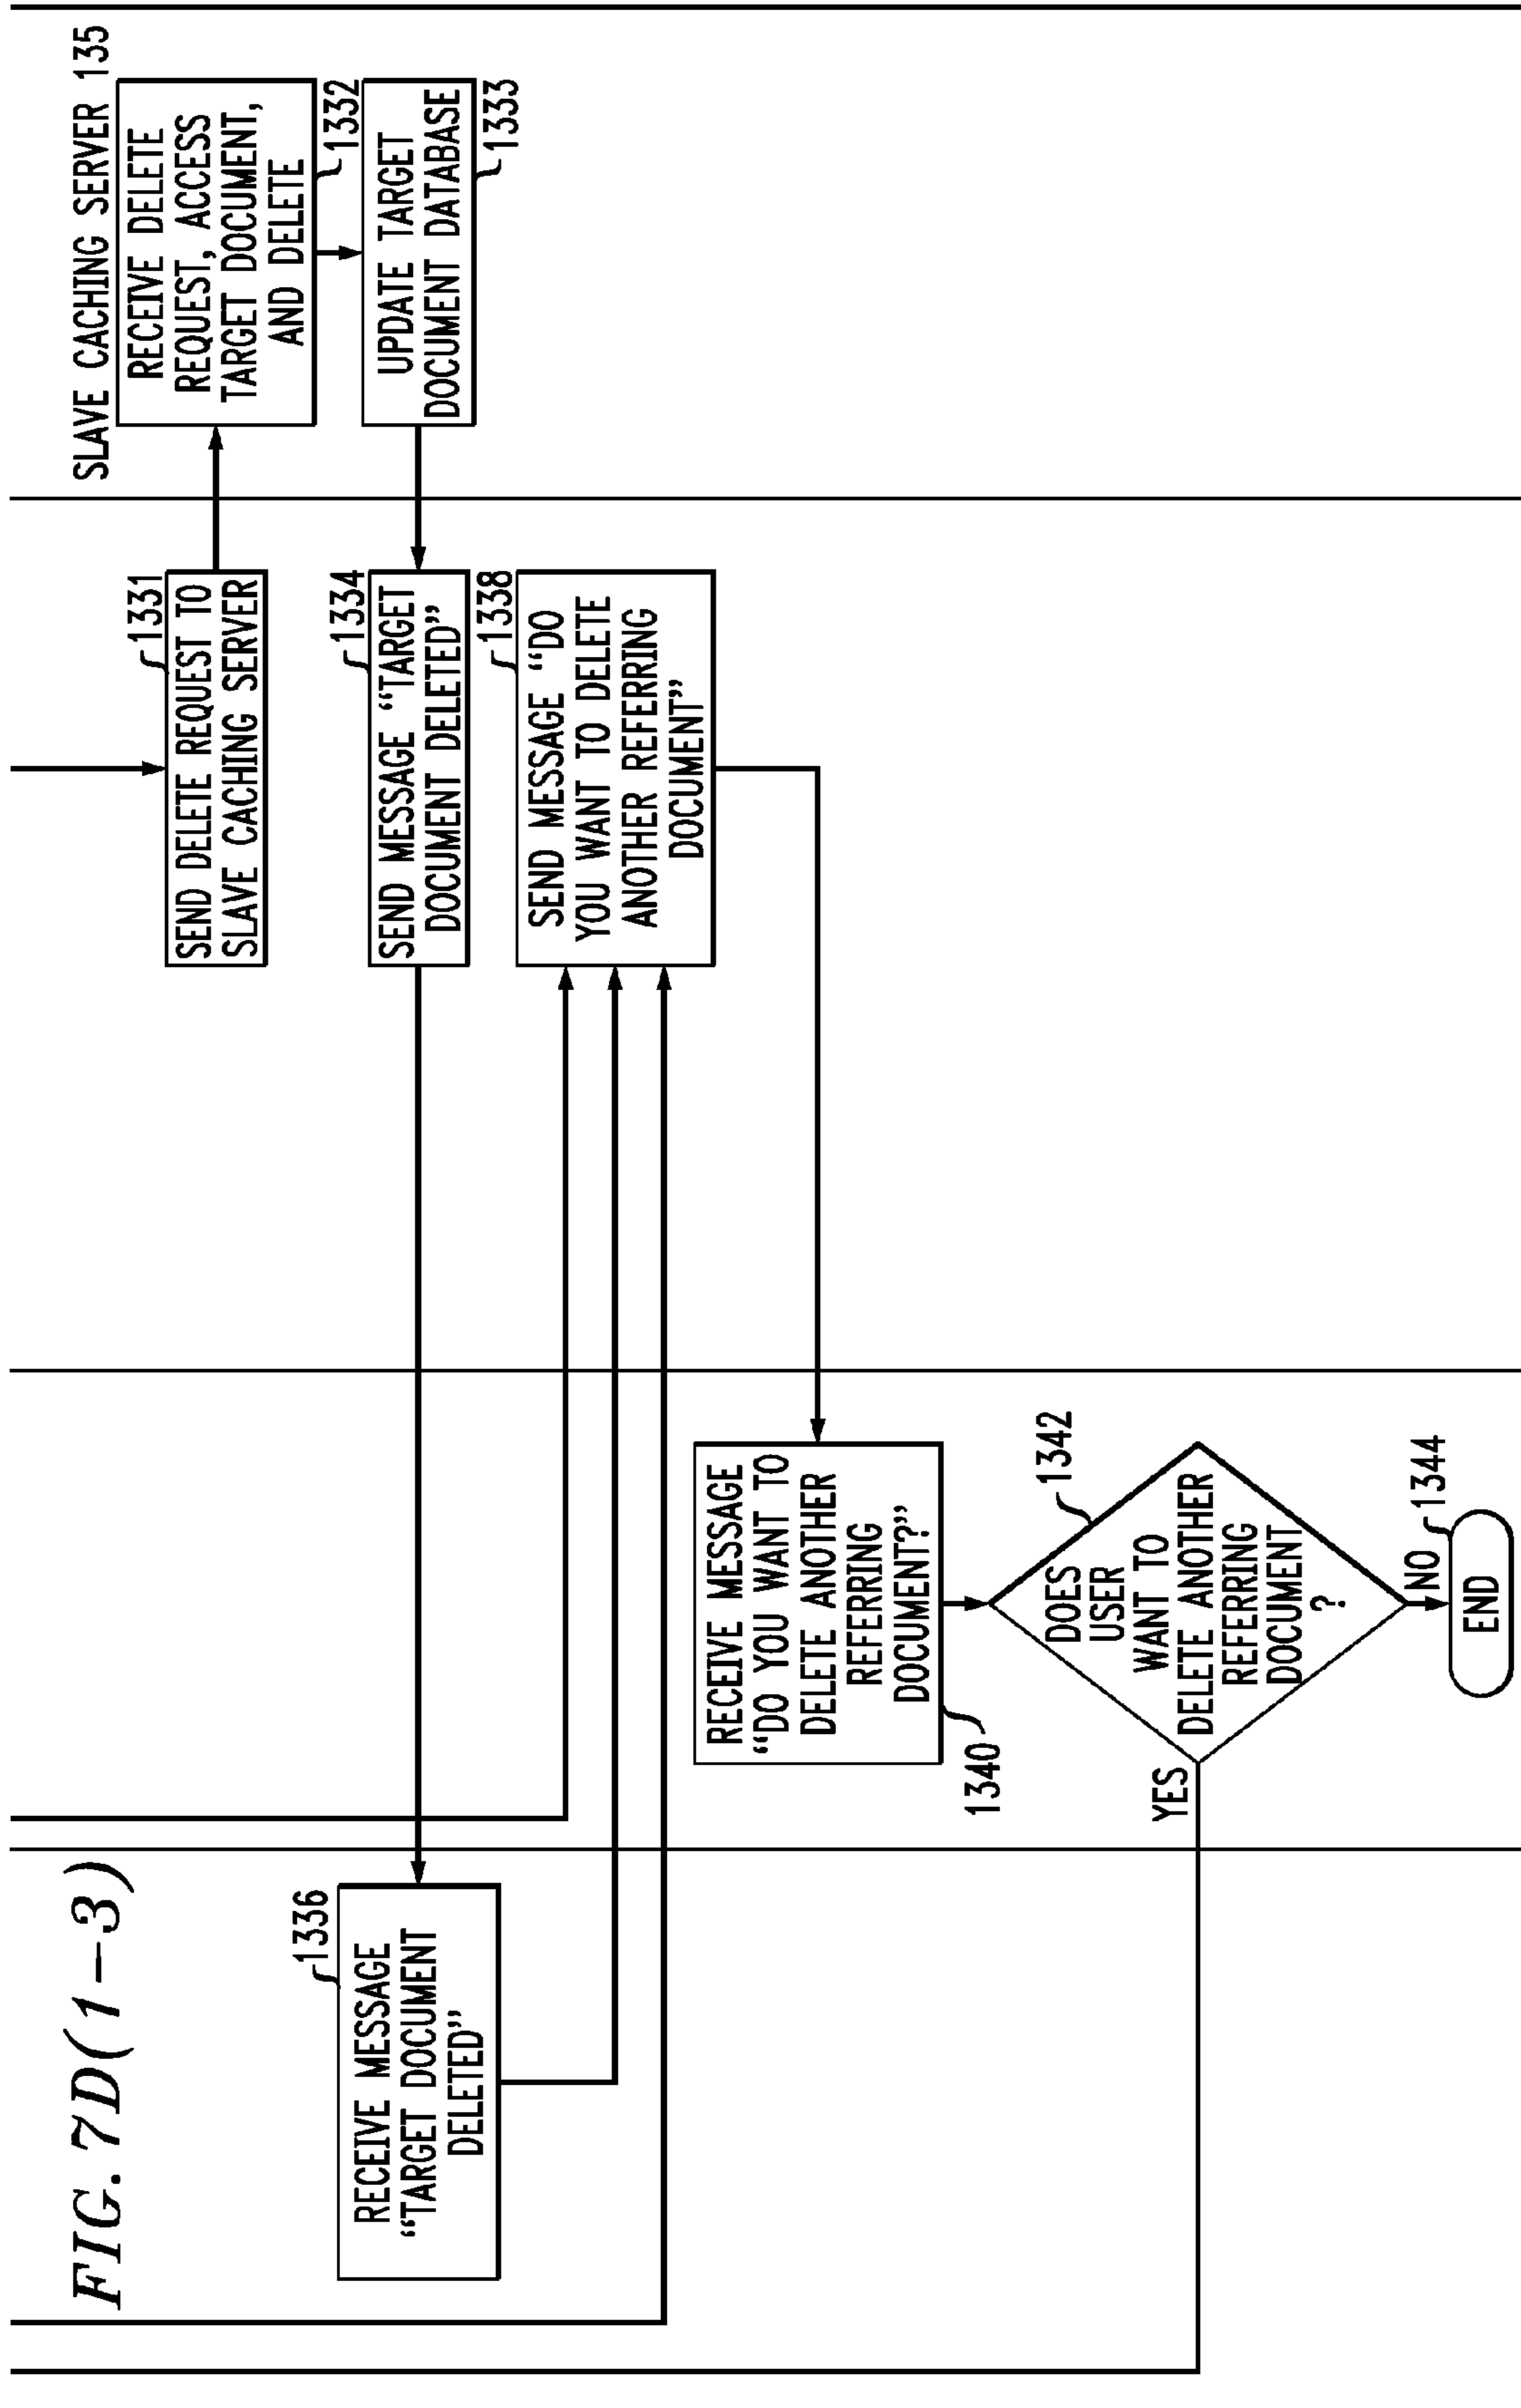 FIG. 7D(1-3)
SLAVE CACHING SERVER 135
1331
SEND DELETE REQUEST TO
SLAVE CACHING SERVER
RECEIVE DELETE
REQUEST, ACCESS
TARGET DOCUMENT,
AND DELETE
1332
UPDATE TARGET
DOCUMENT DATABASE
1333
1334
SEND MESSAGE “TARGET
DOCUMENT DELETED”
1336
RECEIVE MESSAGE
“TARGET DOCUMENT
DELETED”
1338
SEND MESSAGE “DO
YOU WANT TO DELETE
ANOTHER REFERRING
DOCUMENT”
RECEIVE MESSAGE
“DO YOU WANT TO
DELETE ANOTHER
REFERRING
DOCUMENT?”
1340
1342
DOES
USER
WANT TO
DELETE ANOTHER
REFERRING
DOCUMENT
?
YES
NO
1344
END